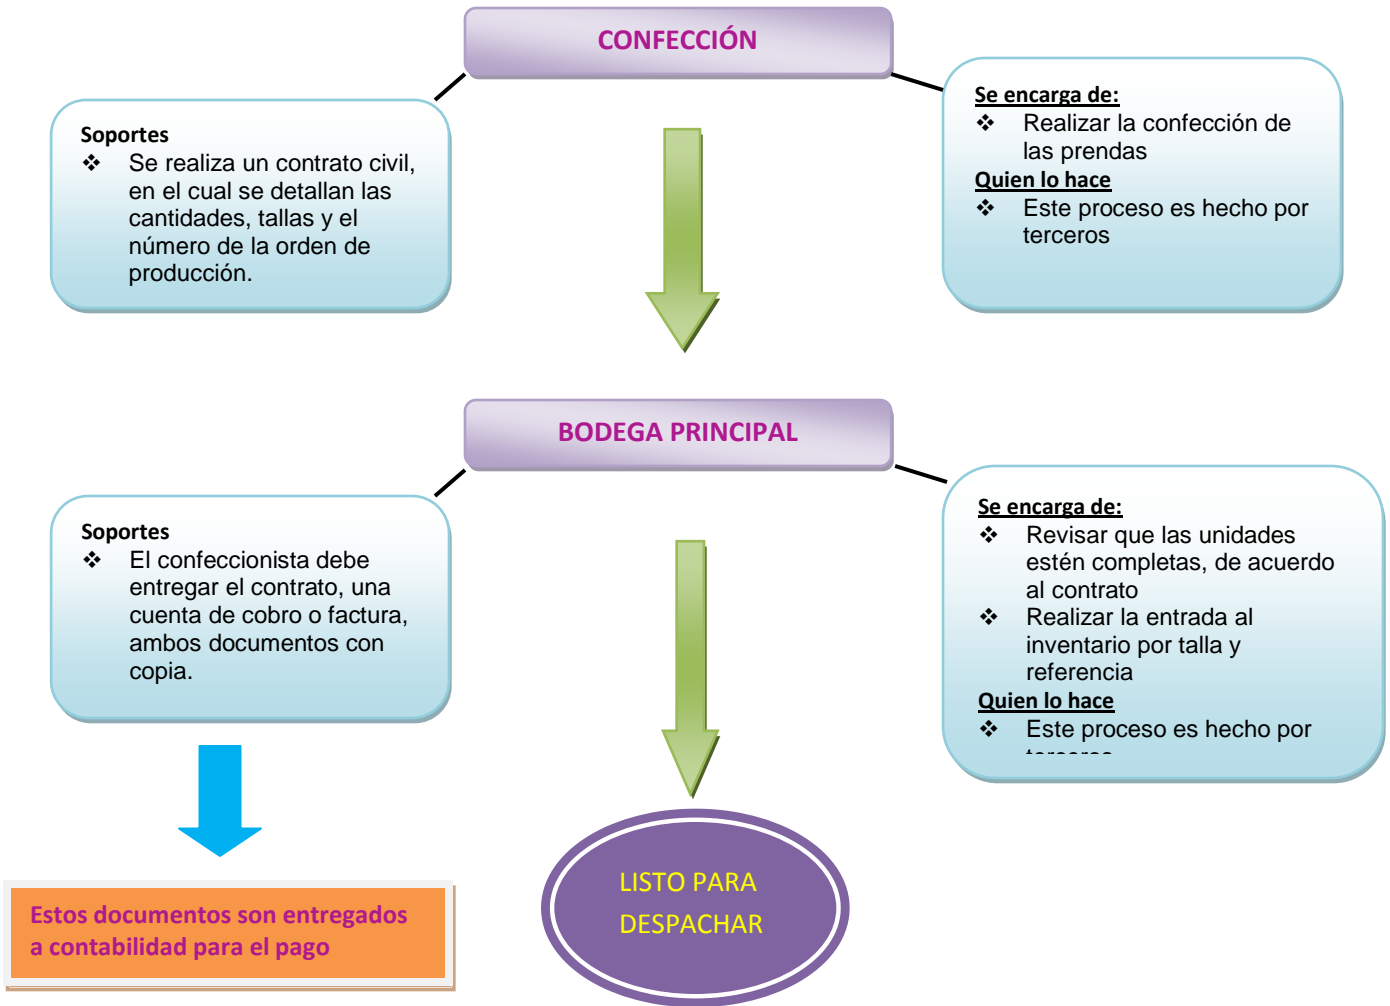 CONFECCIÓN
Soportes
❖ Se realiza un contrato civil,
en el cual se detallan las
cantidades, tallas y el
número de la orden de
producción.
Se encarga de:
❖ Realizar la confección de
las prendas
Quien lo hace
❖ Este proceso es hecho por
terceros
BODEGA PRINCIPAL
Soportes
❖ El confeccionista debe
entregar el contrato, una
cuenta de cobro o factura,
ambos documentos con
copia.
Se encarga de:
❖ Revisar que las unidades
estén completas, de acuerdo
al contrato
❖ Realizar la entrada al
inventario por talla y
referencia
Quien lo hace
❖ Este proceso es hecho por
Estos documentos son entregados
a contabilidad para el pago
LISTO PARA
DESPACHAR